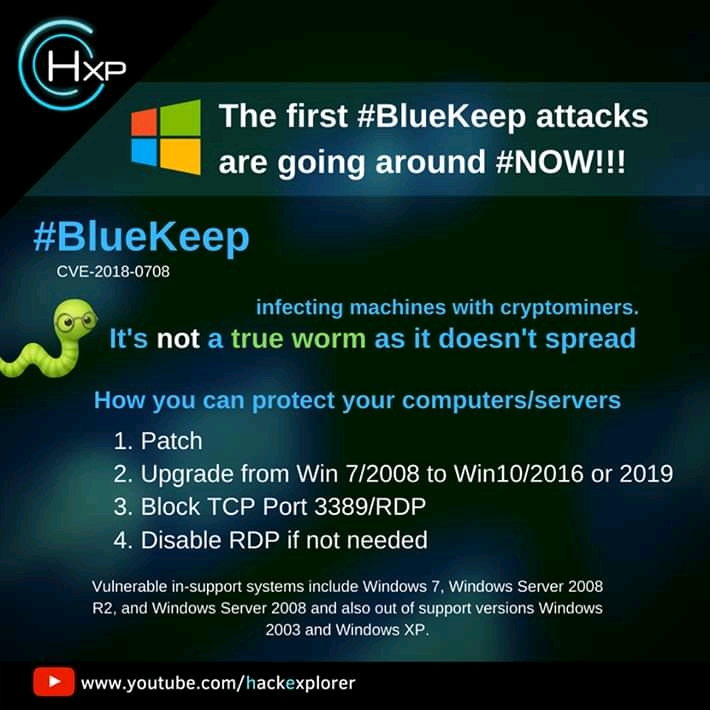 HXP
The first #BlueKeep attacks
are going around #NOW!!!
#BlueKeep
CVE-2018-0708
infecting machines with cryptominers.
It's not a true worm as it doesn't spread
How you can protect your computers/servers
1. Patch
2. Upgrade from Win 7/2008 to Win10/2016 or 2019
3. Block TCP Port 3389/RDP
4. Disable RDP if not needed
Vulnerable in-support systems include Windows 7, Windows Server 2008
R2, and Windows Server 2008 and also out of support versions Windows
2003 and Windows XP.
www.youtube.com/hackexplorer